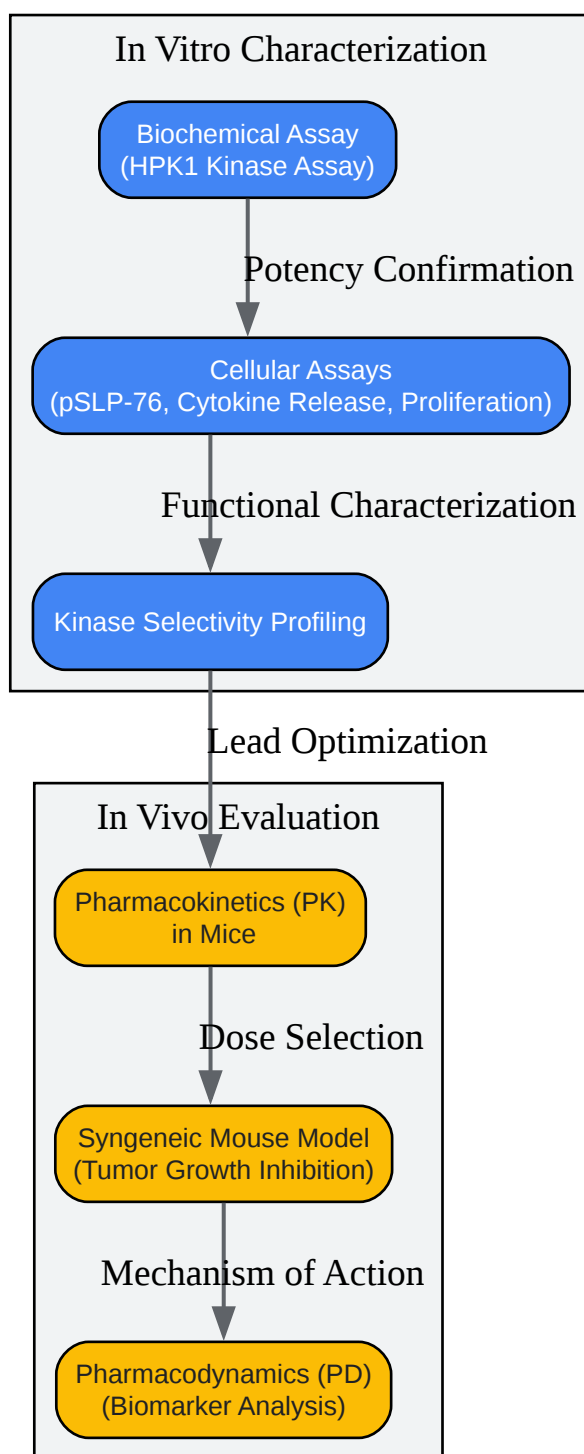 In Vitro Characterization
Biochemical Assay
(HPK1 Kinase Assay)
Potency Confirmation
Cellular Assays
(pSLP-76, Cytokine Release, Proliferation)
Functional Characterization
Kinase Selectivity Profiling
Lead Optimization
In Vivo Evaluation
Pharmacokinetics (PK)
in Mice
Dose Selection
Syngeneic Mouse Model
(Tumor Growth Inhibition)
Mechanism of Action
Pharmacodynamics (PD)
(Biomarker Analysis)